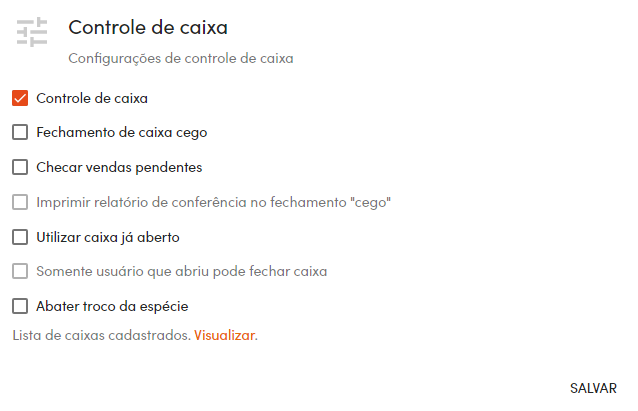 Controle de caixa
Configurações de controle de caixa
Controle de caixa
Fechamento de caixa cego
Checar vendas pendentes
Imprimir relatório de conferência no fechamento "cego"
Utilizar caixa já aberto
Somente usuário que abriu pode fechar caixa
Abater troco da espécie
Lista de caixas cadastrados. Visualizar.
SALVAR